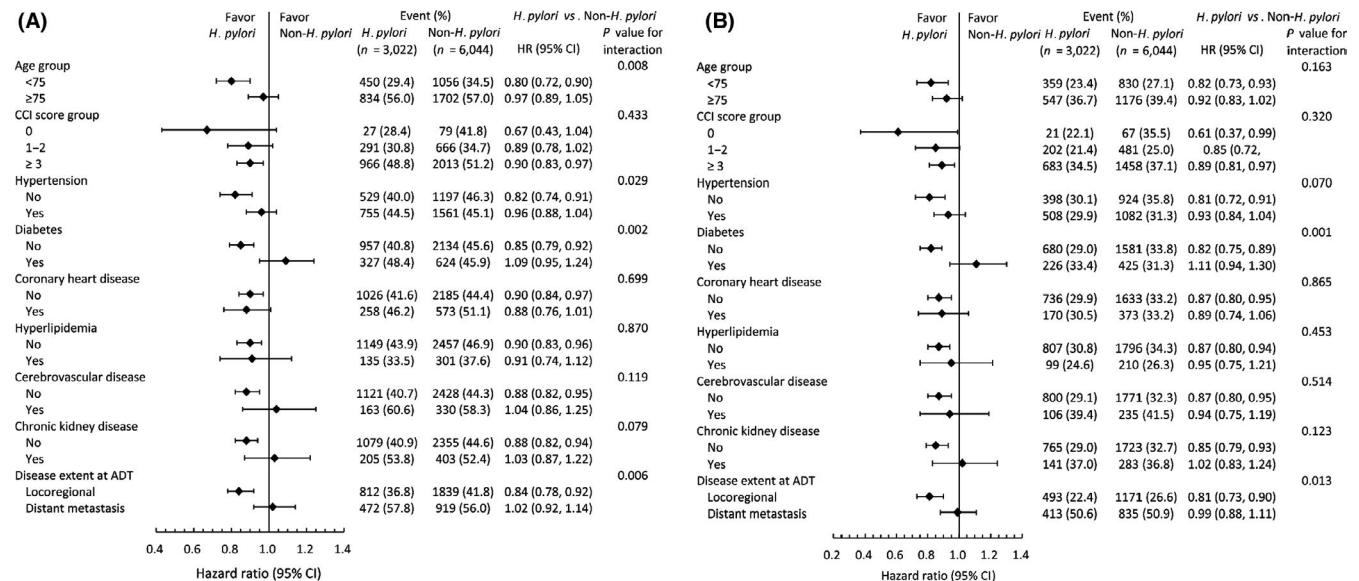 (A)
Favor Favor Event (%) H. pylori vs. Non-H. pylori
H. pylori Non-H. pylori H. pylori Non-H. pylori P value for
(n = 3,022) (n = 6,044) HR (95% CI) interaction
Age group 0.008
<75 450 (29.4) 1056 (34.5) 0.80 (0.72, 0.90)
≥75 834 (56.0) 1702 (57.0) 0.97 (0.89, 1.05)
CCI score group 0.433
0 27 (28.4) 79 (41.8) 0.67 (0.43, 1.04)
1–2 291 (30.8) 666 (34.7) 0.89 (0.78, 1.02)
≥ 3 966 (48.8) 2013 (51.2) 0.90 (0.83, 0.97)
Hypertension 0.029
No 529 (40.0) 1197 (46.3) 0.82 (0.74, 0.91)
Yes 755 (44.5) 1561 (45.1) 0.96 (0.88, 1.04)
Diabetes 0.002
No 957 (40.8) 2134 (45.6) 0.85 (0.79, 0.92)
Yes 327 (48.4) 624 (45.9) 1.09 (0.95, 1.24)
Coronary heart disease 0.699
No 1026 (41.6) 2185 (44.4) 0.90 (0.84, 0.97)
Yes 258 (46.2) 573 (51.1) 0.88 (0.76, 1.01)
Hyperlipidemia 0.870
No 1149 (43.9) 2457 (46.9) 0.90 (0.83, 0.96)
Yes 135 (33.5) 301 (37.6) 0.91 (0.74, 1.12)
Cerebrovascular disease 0.119
No 1121 (40.7) 2428 (44.3) 0.88 (0.82, 0.95)
Yes 163 (60.6) 330 (58.3) 1.04 (0.86, 1.25)
Chronic kidney disease 0.079
No 1079 (40.9) 2355 (44.6) 0.88 (0.82, 0.94)
Yes 205 (53.8) 403 (52.4) 1.03 (0.87, 1.22)
Disease extent at ADT 0.006
Locoregional 812 (36.8) 1839 (41.8) 0.84 (0.78, 0.92)
Distant metastasis 472 (57.8) 919 (56.0) 1.02 (0.92, 1.14)
0.4 0.6 0.8 1.0 1.2 1.4
Hazard ratio (95% CI)
(B)
Favor Favor Event (%) H. pylori vs. Non-H. pylori
H. pylori Non-H. pylori H. pylori Non-H. pylori P value for
(n = 3,022) (n = 6,044) HR (95% CI) interaction
Age group 0.163
<75 359 (23.4) 830 (27.1) 0.82 (0.73, 0.93)
≥75 547 (36.7) 1176 (39.4) 0.92 (0.83, 1.02)
CCI score group 0.320
0 21 (22.1) 67 (35.5) 0.61 (0.37, 0.99)
1–2 202 (21.4) 481 (25.0) 0.85 (0.72,
≥ 3 683 (34.5) 1458 (37.1) 0.89 (0.81, 0.97)
Hypertension 0.070
No 398 (30.1) 924 (35.8) 0.81 (0.72, 0.91)
Yes 508 (29.9) 1082 (31.3) 0.93 (0.84, 1.04)
Diabetes 0.001
No 680 (29.0) 1581 (33.8) 0.82 (0.75, 0.89)
Yes 226 (33.4) 425 (31.3) 1.11 (0.94, 1.30)
Coronary heart disease 0.865
No 736 (29.9) 1633 (33.2) 0.87 (0.80, 0.95)
Yes 170 (30.5) 373 (33.2) 0.89 (0.74, 1.06)
Hyperlipidemia 0.453
No 807 (30.8) 1796 (34.3) 0.87 (0.80, 0.94)
Yes 99 (24.6) 210 (26.3) 0.95 (0.75, 1.21)
Cerebrovascular disease 0.514
No 800 (29.1) 1771 (32.3) 0.87 (0.80, 0.95)
Yes 106 (39.4) 235 (41.5) 0.94 (0.75, 1.19)
Chronic kidney disease 0.123
No 765 (29.0) 1723 (32.7) 0.85 (0.79, 0.93)
Yes 141 (37.0) 283 (36.8) 1.02 (0.83, 1.24)
Disease extent at ADT 0.013
Locoregional 493 (22.4) 1171 (26.6) 0.81 (0.73, 0.90)
Distant metastasis 413 (50.6) 835 (50.9) 0.99 (0.88, 1.11)
0.2 0.4 0.6 0.8 1.0 1.2 1.4
Hazard ratio (95% CI)